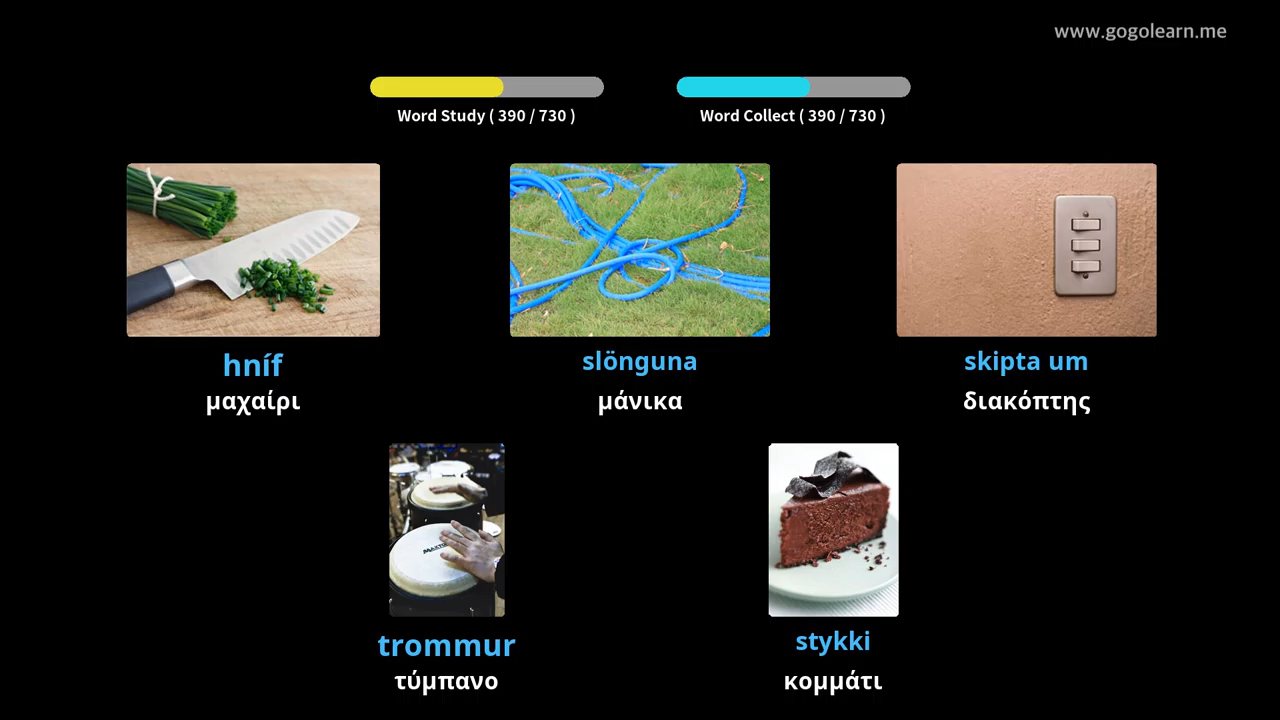 www.gogolearn.me
Word Study ( 390 / 730 )
Word Collect ( 390 / 730 )
hníf
μαχαίρι
slönguna
μάνικα
skipta um
διακόπτης
trommur
τύμπανο
stykki
κομμάτι